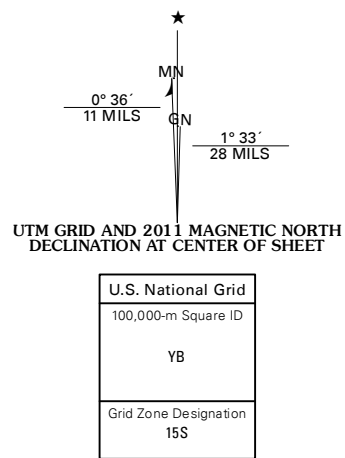 ★
MN
0° 36´
11 MILS
GN
1° 33´
28 MILS
UTM GRID AND 2011 MAGNETIC NORTH
DECLINATION AT CENTER OF SHEET
U.S. National Grid
100,000-m Square ID
YB
Grid Zone Designation
15S